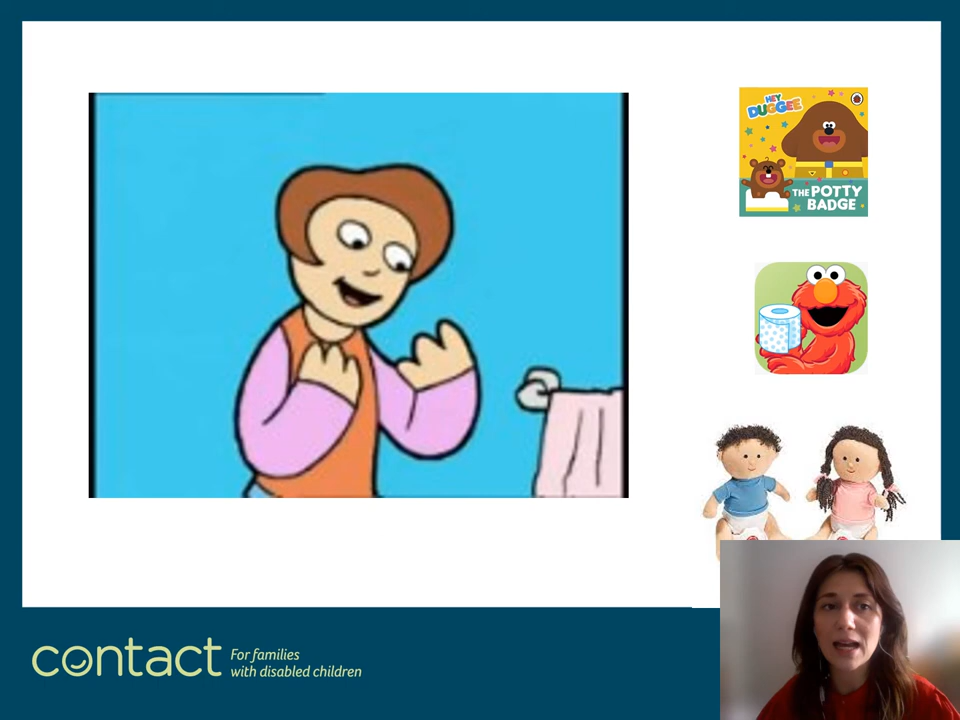 HEY
DUGGEE
THE POTTY
BADGE
contact
For families
with disabled children